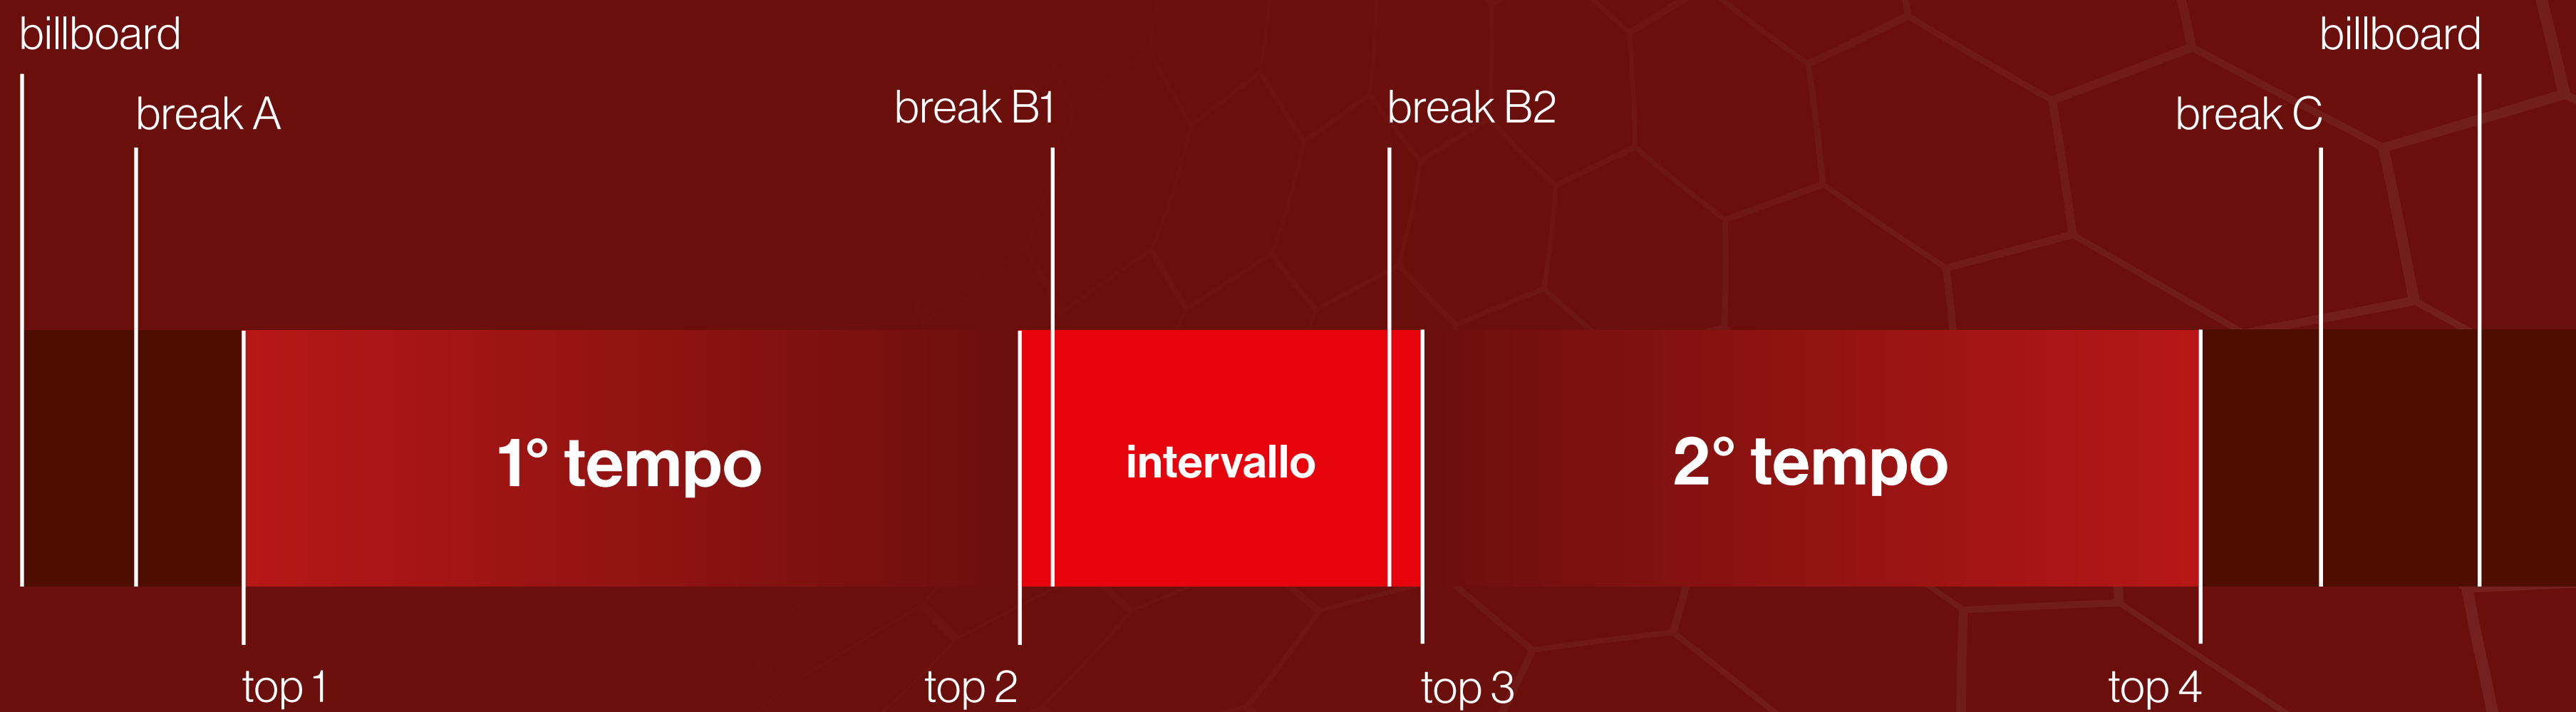 billboard
billboard
break A
break B1
break B2
break C
1° tempo
intervallo
2° tempo
top 1
top 2
top 3
top 4